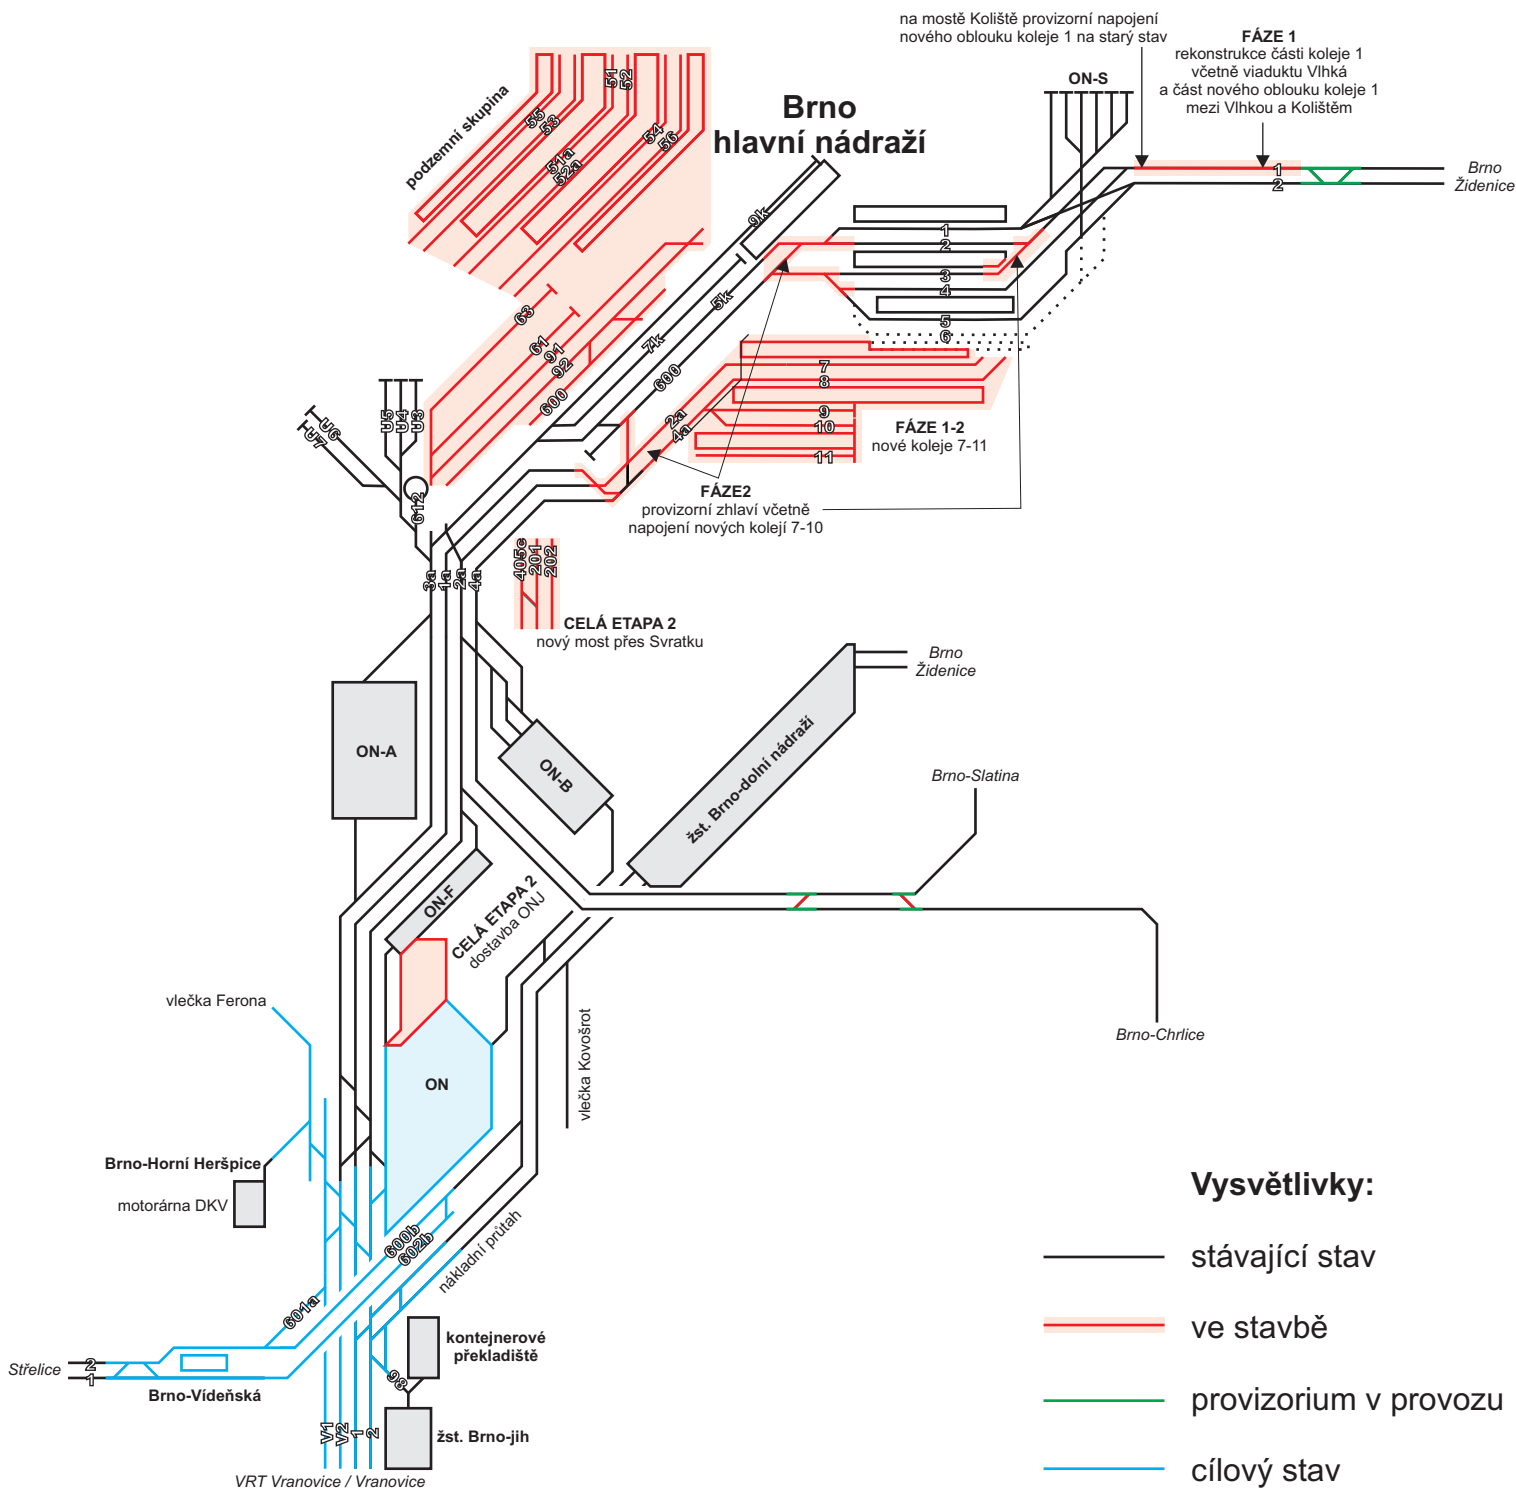 na mostě Koliště provizorní napojení
nového oblouku koleje 1 na starý stav
FÁZE 1
rekonstrukce části koleje 1
včetně viaduktu Vlhká
a část nového oblouku koleje 1
mezi Vlhkou a Kolištěm
ON-S
Brno
hlavní nádraží
podzemní skupina
55
53
51
52
51a
52a
54
56
1
2
Brno
Židenice
9k
5k
7k
600
600
63
61
91
92
1
2
3
4
5
6
7
8
9
10
11
2a
4a
FÁZE 1-2
nové koleje 7-11
FÁZE2
provizorní zhlaví včetně
napojení nových kolejí 7-10
U7
U6
U5
U4
U3
612
3a
1a
2a
4a
405c
201
202
CELÁ ETAPA 2
nový most přes Svratku
Brno
Židenice
ON-A
ON-B
žst. Brno-dolní nádraží
Brno-Slatina
ON-F
CELÁ ETAPA 2
dostavba ONJ
vlečka Ferona
vlečka Kovošrot
Brno-Chrlice
ON
Brno-Horní Heršpice
motorárna DKV
600b
602b
nákladní průtah
601a
kontejnerové
překladiště
Střelice
2
1
Brno-Vídeňská
98
V1
V2
1
2
žst. Brno-jih
VRT Vranovice / Vranovice
Vysvětlivky:
stávající stav
ve stavbě
provizorium v provozu
cílový stav